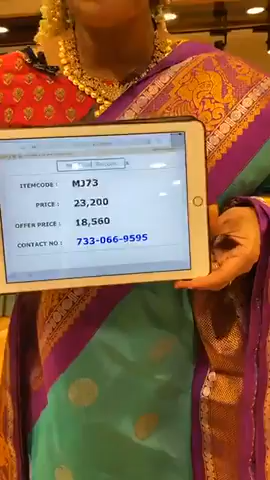 ITEMCODE : MJ73
PRICE : 23,200
OFFER PRICE : 18,560
CONTACT NO : 733-066-9595